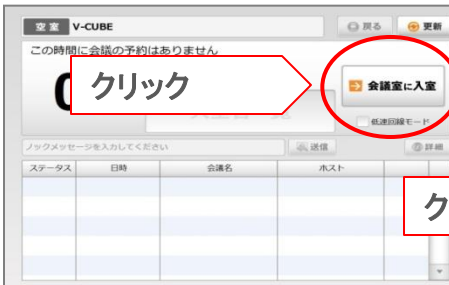 空室 V-CUBE
戻る
更新
この時間に会議の予約はありません
0
クリック
会議室に入室
低速回線モード
ノックメッセージを入力してください
送信
詳細
ステータス 日時 会議名 ホスト
ク